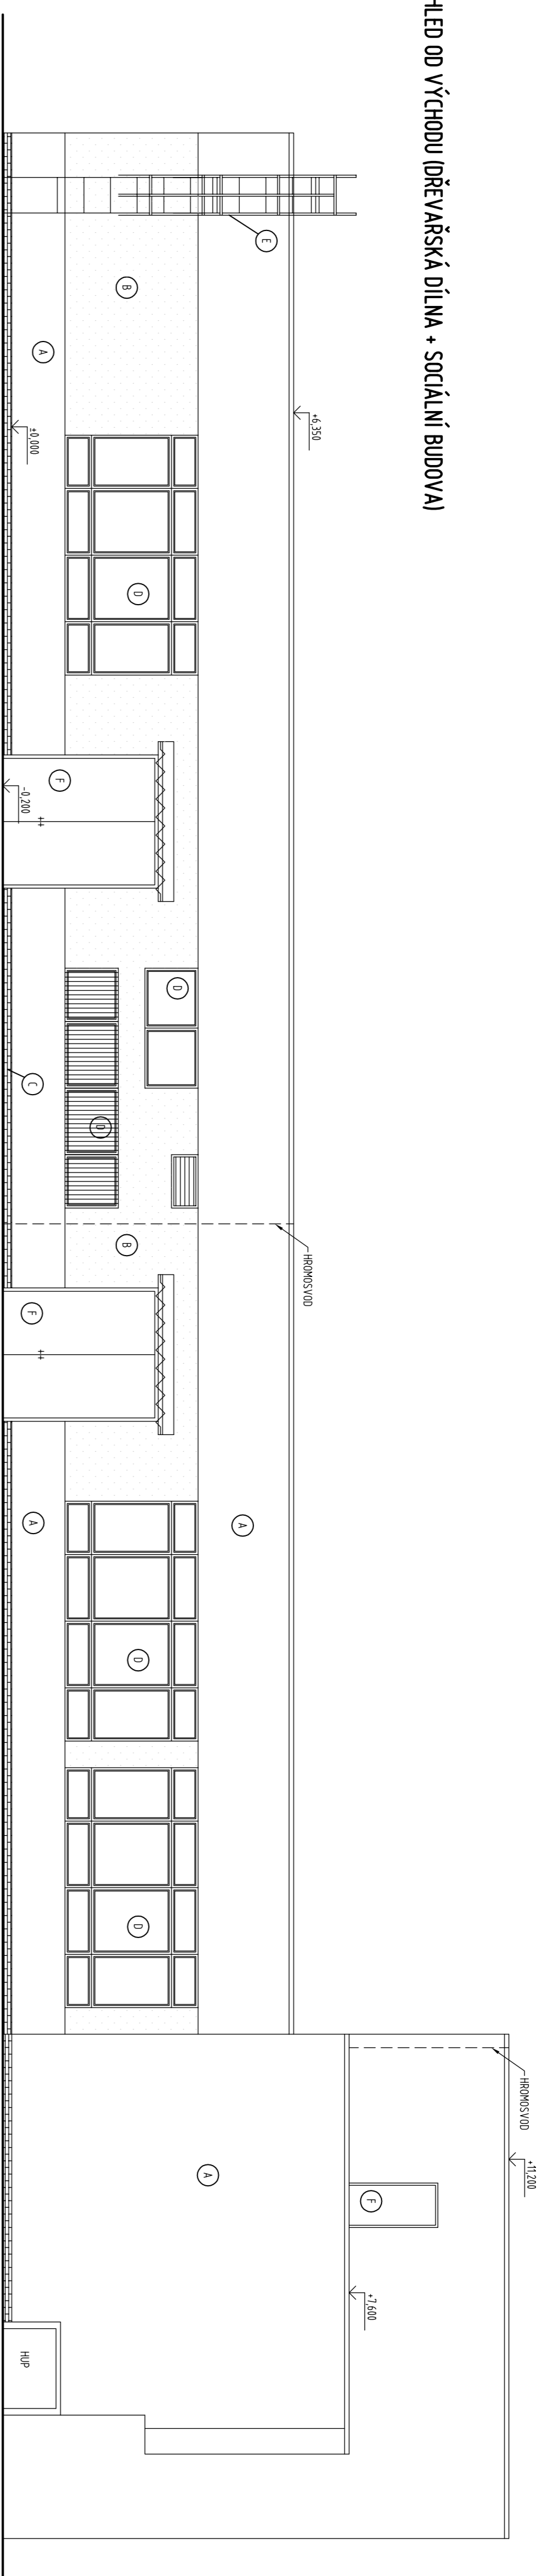 HLED OD VÝCHODU (DŘEVAŘSKÁ DÍLNA + SOCIÁLNÍ BUDOVA)
E
B
A
+6,350
±0,000
D
F
-0,200
D
C
D
B
HROMOSVOD
F
A
A
D
D
HROMOSVOD
+11,200
A
F
+7,600
HUP